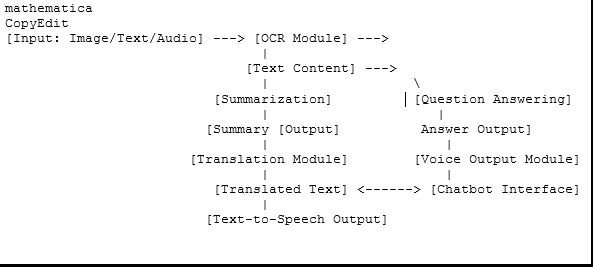 mathematica
CopyEdit
[Input: Image/Text/Audio] ---> [OCR Module] --->
|
[Text Content] --->
| \
[Summarization] | [Question Answering]
| |
[Summary [Output] Answer Output]
| |
[Translation Module] [Voice Output Module]
| |
[Translated Text] <------> [Chatbot Interface]
|
[Text-to-Speech Output]